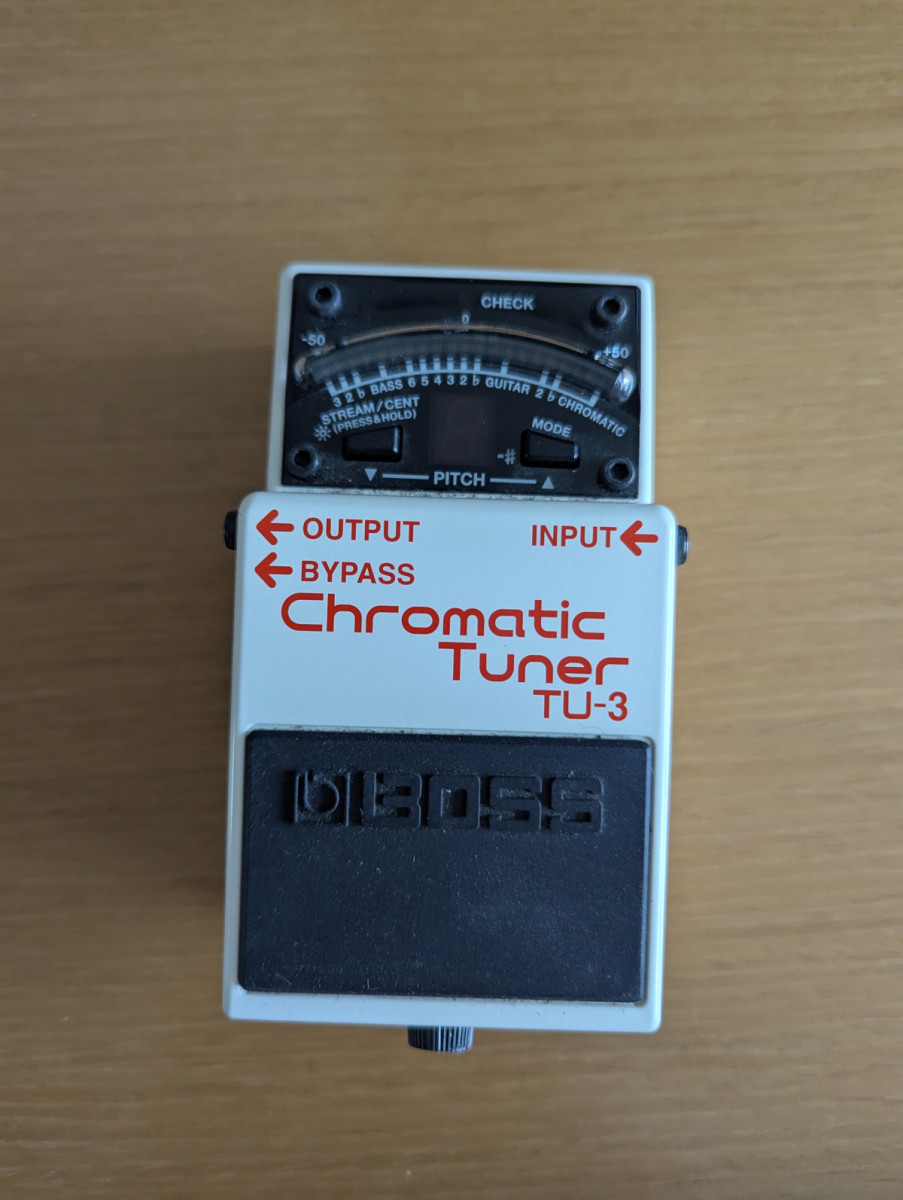 CHECK
0
-50 +50
3 2 ♭ BASS 6 5 4 3 2 ♭ GUITAR 2 ♭ CHROMATIC
STREAM/CENT
(PRESS&HOLD)
MODE
-#
▼ PITCH ▲
← OUTPUT
INPUT ←
← BYPASS
Chromatic
Tuner
TU-3
BOSS